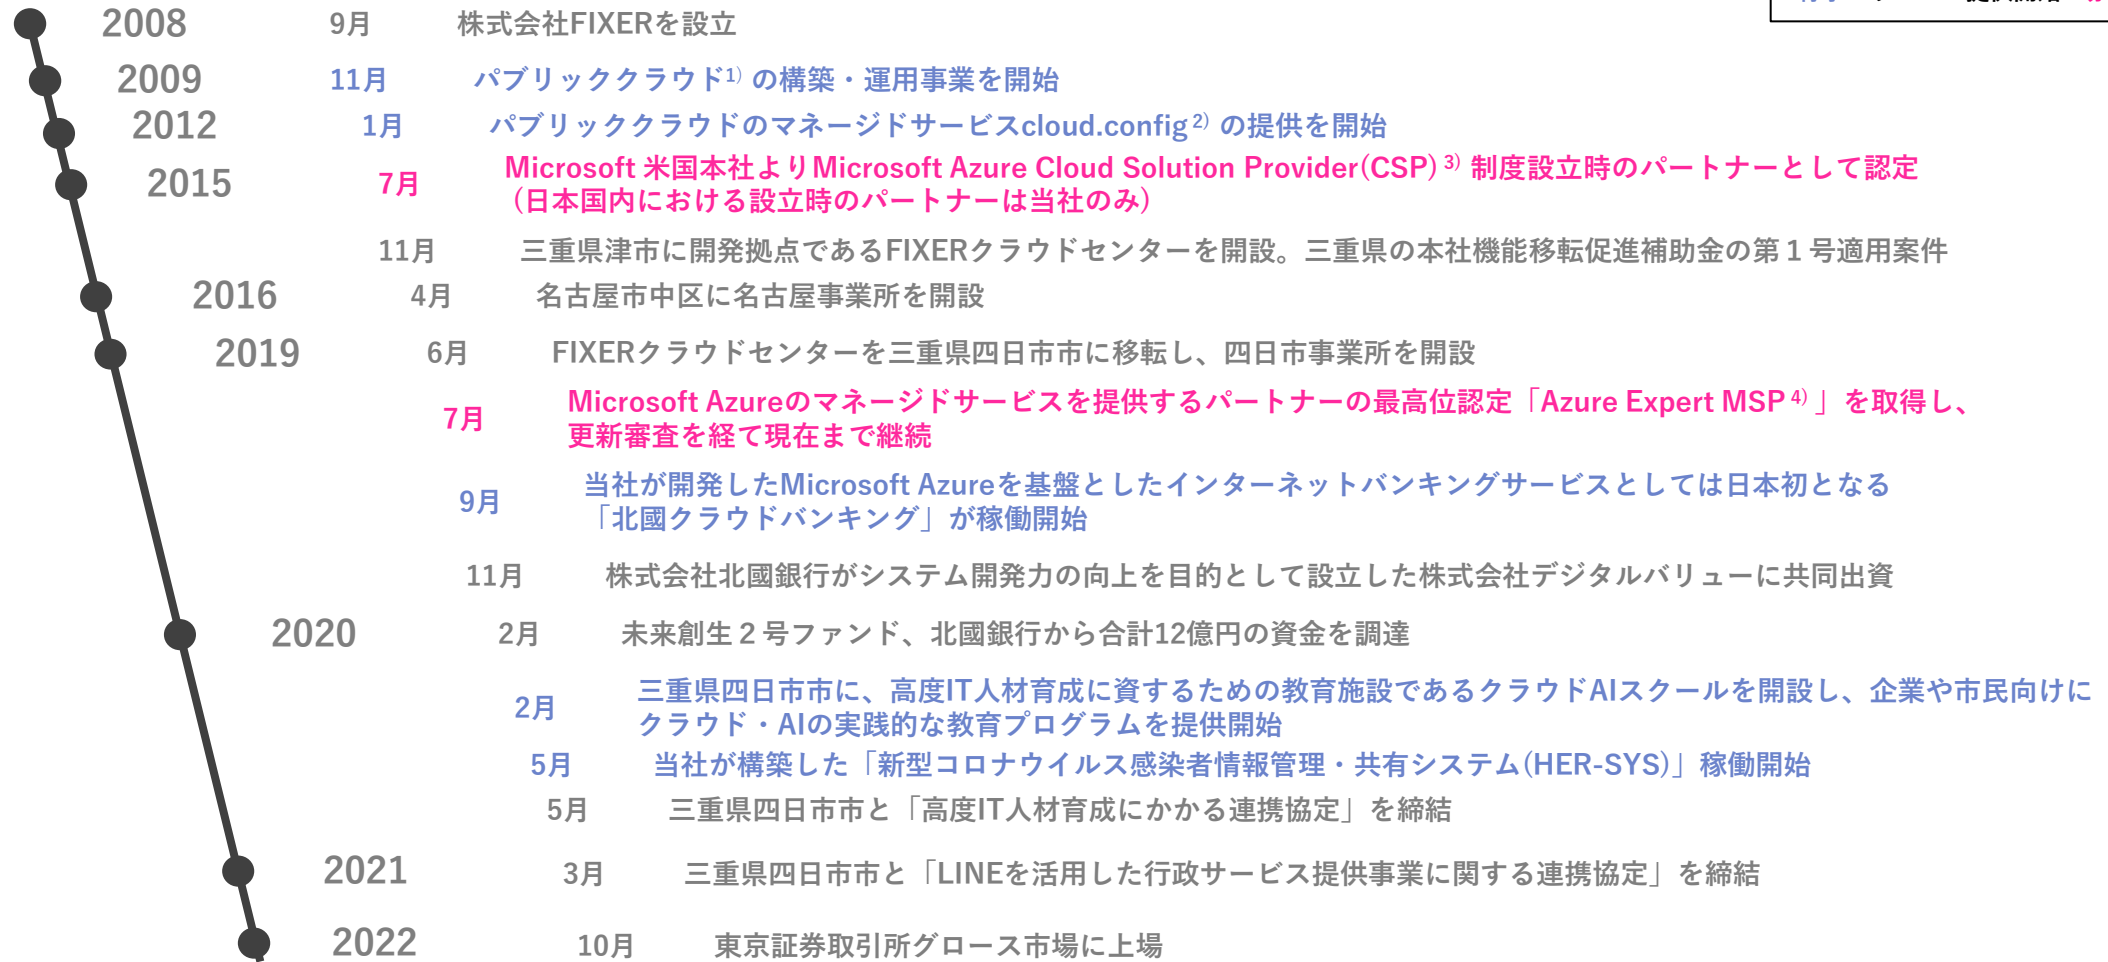 2008 9月 株式会社FIXERを設立
2009 11月 パブリッククラウド1) の構築・運用事業を開始
2012 1月 パブリッククラウドのマネージドサービスcloud.config 2) の提供を開始
2015 7月 Microsoft 米国本社よりMicrosoft Azure Cloud Solution Provider(CSP) 3) 制度設立時のパートナーとして認定
（日本国内における設立時のパートナーは当社のみ）
11月 三重県津市に開発拠点であるFIXERクラウドセンターを開設。三重県の本社機能移転促進補助金の第１号適用案件
2016 4月 名古屋市中区に名古屋事業所を開設
2019 6月 FIXERクラウドセンターを三重県四日市市に移転し、四日市事業所を開設
7月 Microsoft Azureのマネージドサービスを提供するパートナーの最高位認定「Azure Expert MSP 4) 」を取得し、
更新審査を経て現在まで継続
9月 当社が開発したMicrosoft Azureを基盤としたインターネットバンキングサービスとしては日本初となる
「北國クラウドバンキング」が稼働開始
11月 株式会社北國銀行がシステム開発力の向上を目的として設立した株式会社デジタルバリューに共同出資
2020 2月 未来創生２号ファンド、北國銀行から合計12億円の資金を調達
2月 三重県四日市市に、高度IT人材育成に資するための教育施設であるクラウドAIスクールを開設し、企業や市民向けに
クラウド・AIの実践的な教育プログラムを提供開始
5月 当社が構築した「新型コロナウイルス感染者情報管理・共有システム(HER-SYS)」稼働開始
5月 三重県四日市市と「高度IT人材育成にかかる連携協定」を締結
2021 3月 三重県四日市市と「LINEを活用した行政サービス提供事業に関する連携協定」を締結
2022 10月 東京証券取引所グロース市場に上場